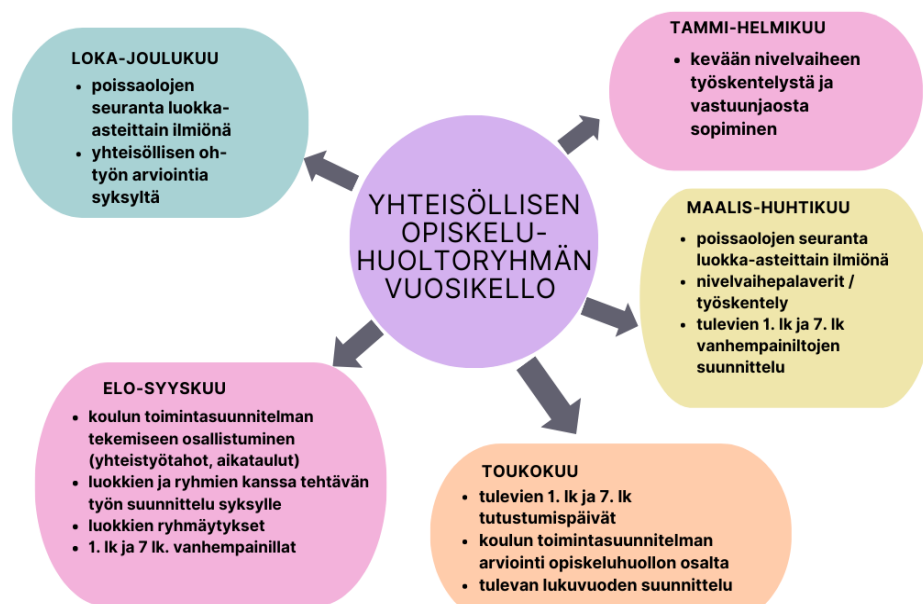 YHTEISÖLLISEN
OPISKELU-
HUOLTORYHMÄN
VUOSIKELLO
LOKA-JOULUKUU
• poissaolojen
seuranta luokka-
asteittain ilmiönä
• yhteisöllisen oh-
työn arviointia
syksyltä
TAMMI-HELMIKUU
• kevään nivelvaiheen
työskentelystä ja
vastuunjaosta
sopiminen
MAALIS-HUHTIKUU
• poissaolojen seuranta
luokka-asteittain ilmiönä
• nivelvaihepalaverit /
työskentely
• tulevien 1. lk ja 7. lk
vanhempainiltojen
suunnittelu
TOUKOKUU
• tulevien 1. lk ja 7. lk
tutustumispäivät
• koulun toimintasuunnitelman
arviointi opiskeluhuollon osalta
• tulevan lukuvuoden suunnittelu
ELO-SYYSKUU
• koulun toimintasuunnitelman
tekemiseen osallistuminen
(yhteistyötahot, aikataulut)
• luokkien ja ryhmien kanssa tehtävän
työn suunnittelu syksylle
• luokkien ryhmäytykset
• 1. lk ja 7 lk. vanhempainillat